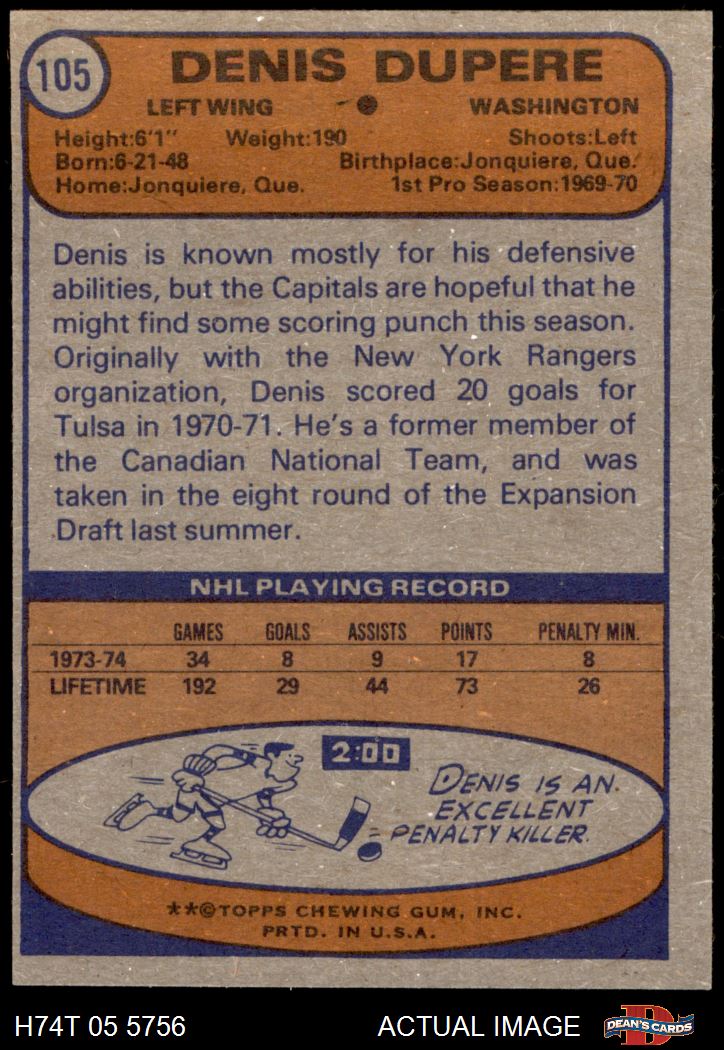 105
DENIS DUPERE
LEFT WING ● WASHINGTON
Height:6'1" Weight:190 Shoots:Left
Born:6-21-48 Birthplace:Jonquiere, Que.
Home:Jonquiere, Que. 1st Pro Season:1969-70
Denis is known mostly for his defensive
abilities, but the Capitals are hopeful that he
might find some scoring punch this season.
Originally with the New York Rangers
organization, Denis scored 20 goals for
Tulsa in 1970-71. He's a former member of
the Canadian National Team, and was
taken in the eight round of the Expansion
Draft last summer.
NHL PLAYING RECORD
GAMES GOALS ASSISTS POINTS PENALTY MIN.
1973-74 34 8 9 17 8
LIFETIME 192 29 44 73 26
2:00
DENIS IS AN
EXCELLENT
PENALTY KILLER.
**©TOPPS CHEWING GUM, INC.
PRTD. IN U.S.A.
H74T 05 5756 ACTUAL IMAGE D DEAN'S CARDS